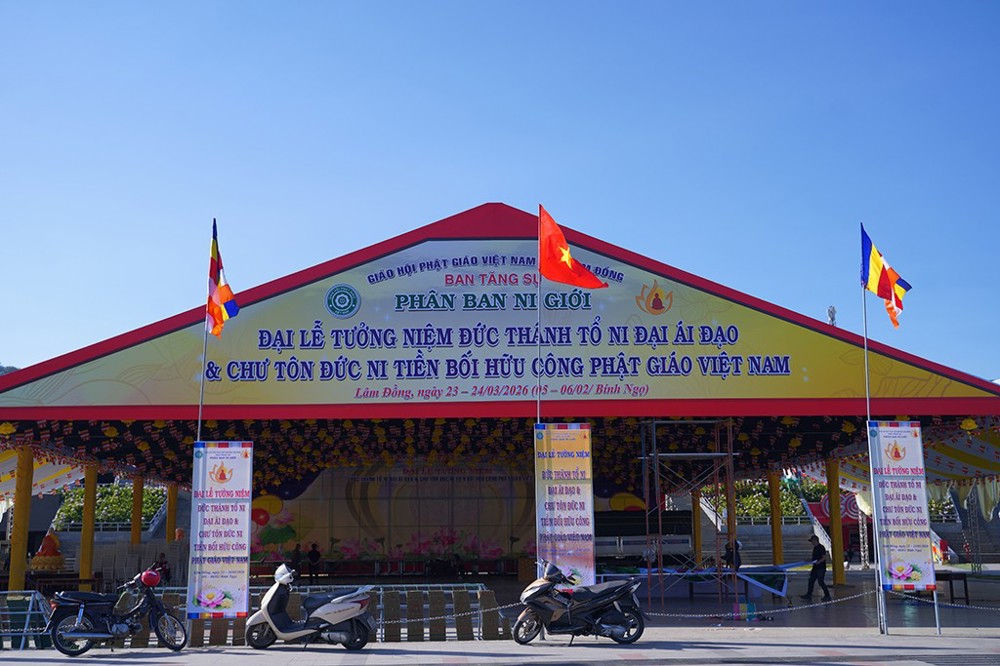 GIÁO HỘI PHẬT GIÁO VIỆT NAM ĐỒNG
BAN TĂNG SỰ
PHÂN BAN NI GIỚI
ĐẠI LỄ TƯỞNG NIỆM ĐỨC THÁNH TỔ NI ĐẠI ÁI ĐẠO
& CHƯ TÔN ĐỨC NI TIỀN BỐI HỮU CÔNG PHẬT GIÁO VIỆT NAM
Lâm Đồng, ngày 23 – 24/03/2026 (05 – 06/02/ Bính Ngọ)
ĐẠI LỄ TƯỞNG NIỆM
ĐẠI LỄ TƯỞNG NIỆM
ĐỨC THÁNH TỔ NI
ĐẠI ÁI ĐẠO &
CHƯ TÔN ĐỨC NI
TIỀN BỐI HỮU CÔNG
PHẬT GIÁO VIỆT NAM
ĐẠI LỄ TƯỞNG NIỆM
ĐỨC THÁNH TỔ NI
ĐẠI ÁI ĐẠO &
CHƯ TÔN ĐỨC NI
TIỀN BỐI HỮU CÔNG
PHẬT GIÁO VIỆT NAM
ĐẠI LỄ TƯỞNG NIỆM
ĐỨC THÁNH TỔ NI
ĐẠI ÁI ĐẠO &
CHƯ TÔN ĐỨC NI
TIỀN BỐI HỮU CÔNG
PHẬT GIÁO VIỆT NAM